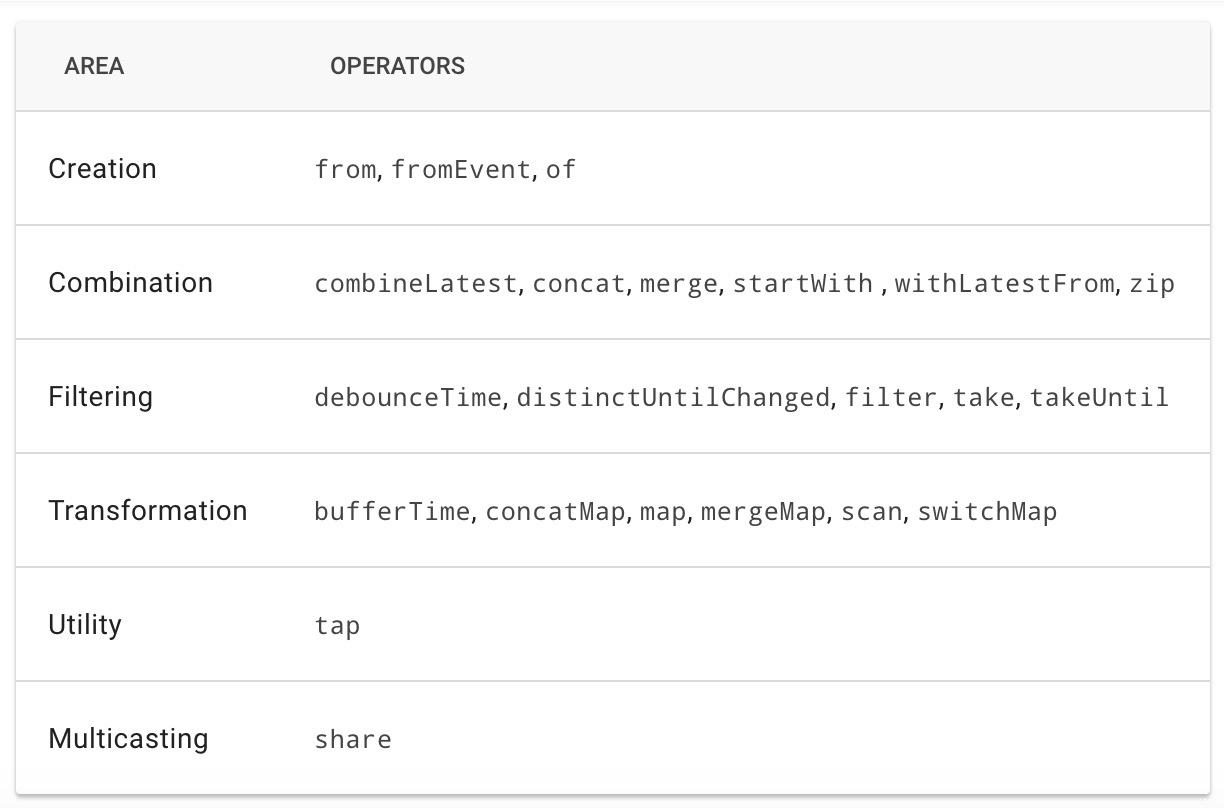 AREA OPERATORS
Creation from, fromEvent, of
Combination combineLatest, concat, merge, startWith , withLatestFrom, zip
Filtering debounceTime, distinctUntilChanged, filter, take, takeUntil
Transformation bufferTime, concatMap, map, mergeMap, scan, switchMap
Utility tap
Multicasting share